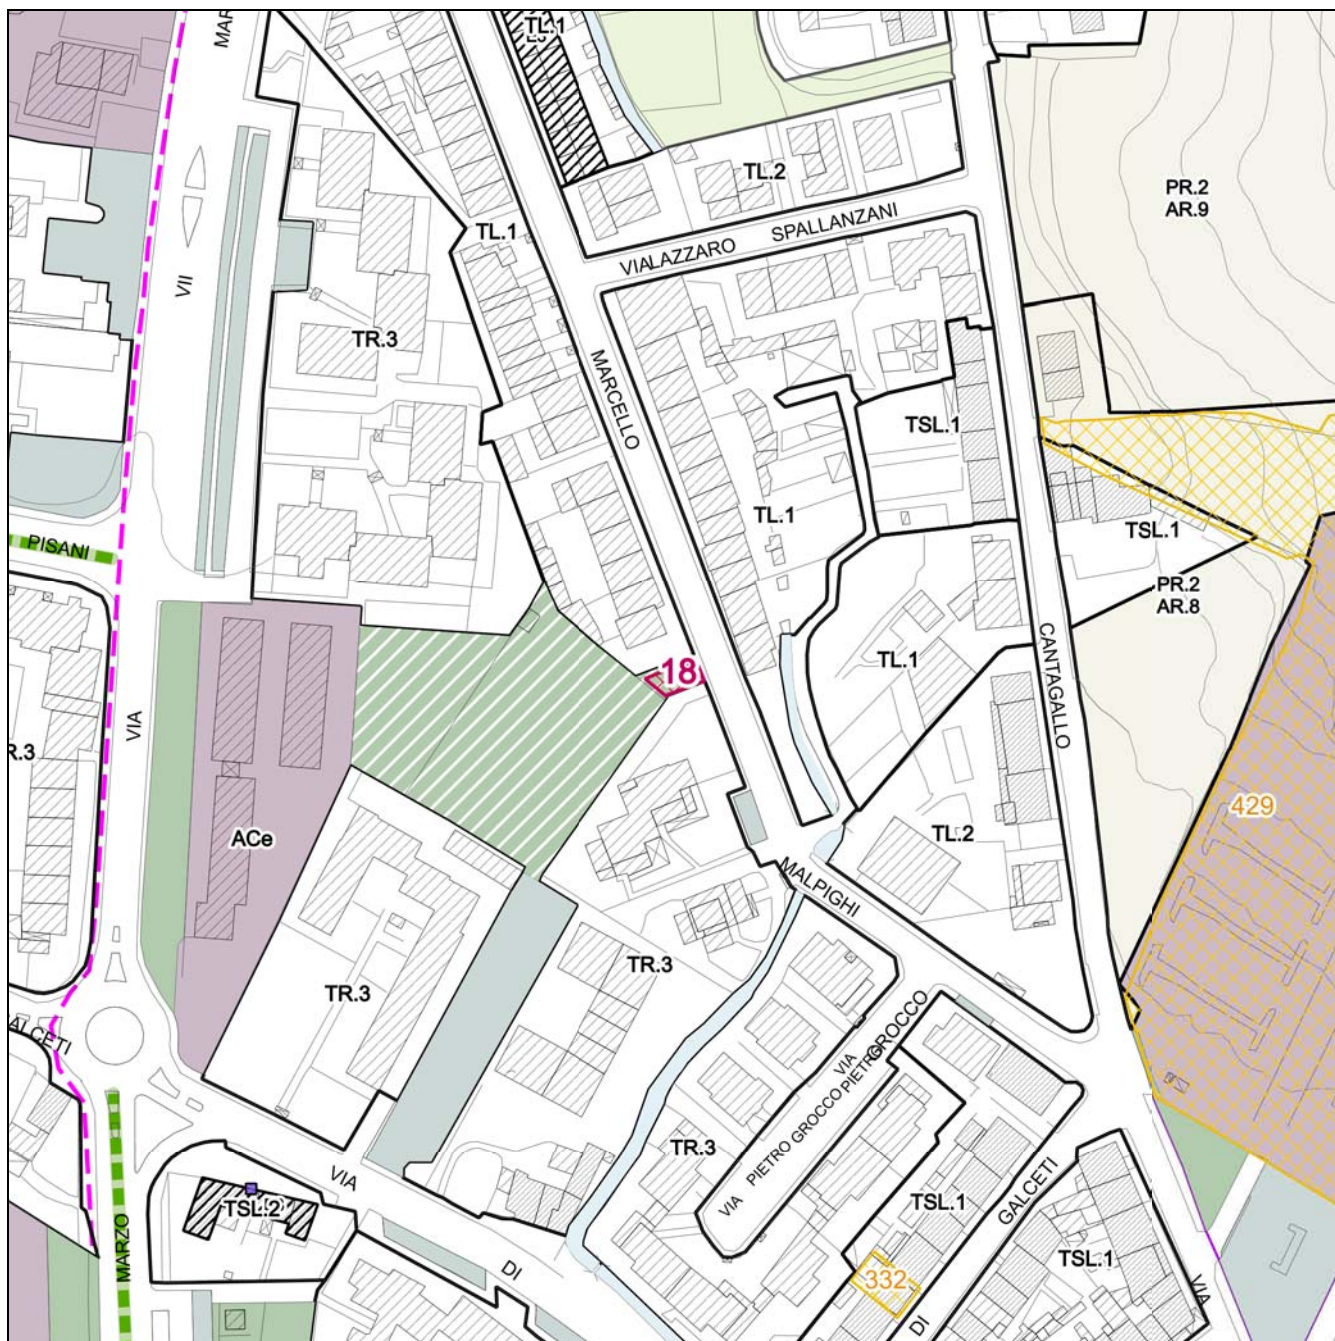 TL.1
MAR
TL.2
PR.2
AR.9
VIALAZZARO SPALLANZANI
TL.1
VII
TR.3
MARCELLO
TSL.1
TL.1
TSL.1
PISANI
PR.2
AR.8
CANTAGALLO
TL.1
18
VIA
R.3
429
ACe
TL.2
MALPIGHI
TR.3
TR.3
GROCCO
VIA
ALCETI
VIA PIETRO GROCCO PIETRO
TR.3
VIA
TSL.2
TSL.1
GALCETI
MARZO
TSL.1
DI
332
VIA
DI